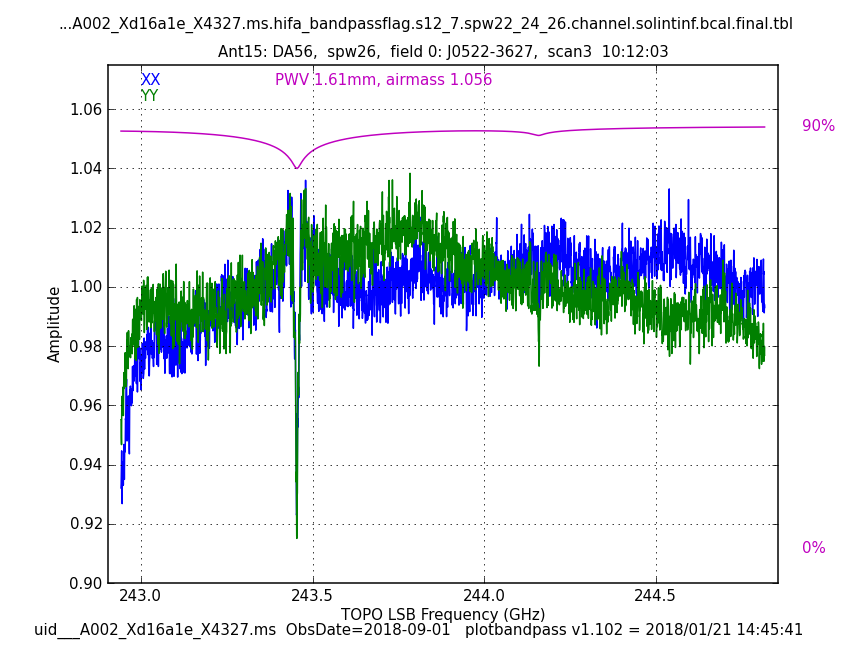 ...A002_Xd16a1e_X4327.ms.hifa_bandpassflag.s12_7.spw22_24_26.channel.solintinf.bcal.final.tbl
Ant15: DA56,  spw26,  field 0: J0522-3627,  scan3  10:12:03
XX
PWV 1.61mm, airmass 1.056
YY
1.06
90%
1.04
1.02
1.00
Amplitude
0.98
0.96
0.94
0.92
0%
0.90
243.0 243.5 244.0 244.5
TOPO LSB Frequency (GHz)
uid___A002_Xd16a1e_X4327.ms  ObsDate=2018-09-01   plotbandpass v1.102 = 2018/01/21 14:45:41